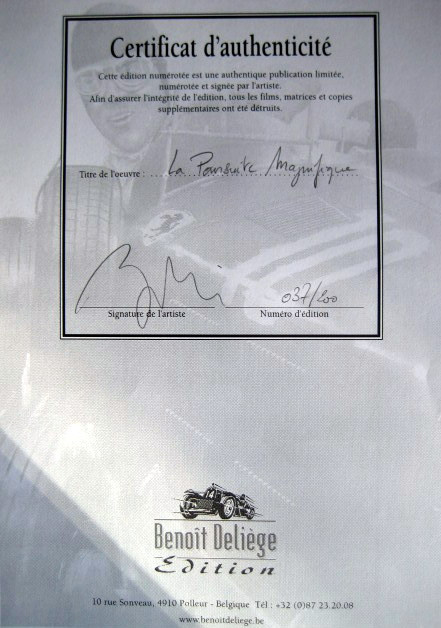 Certificat d'authenticité
Cette édition numérotée est une authentique publication limitée,
numérotée et signée par l'artiste.
Afin d'assurer l'intégrité de l'édition, tous les films, matrices et copies
supplémentaires ont été détruits.
Titre de l'oeuvre : La Poursuite Magnifique
037/200
Signature de l'artiste Numéro d'édition
Benoît Deliège
Edition
10 rue Sonveau, 4910 Polleur - Belgique Tél : +32 (0)87 23.20.08
www.benoitdeliege.be